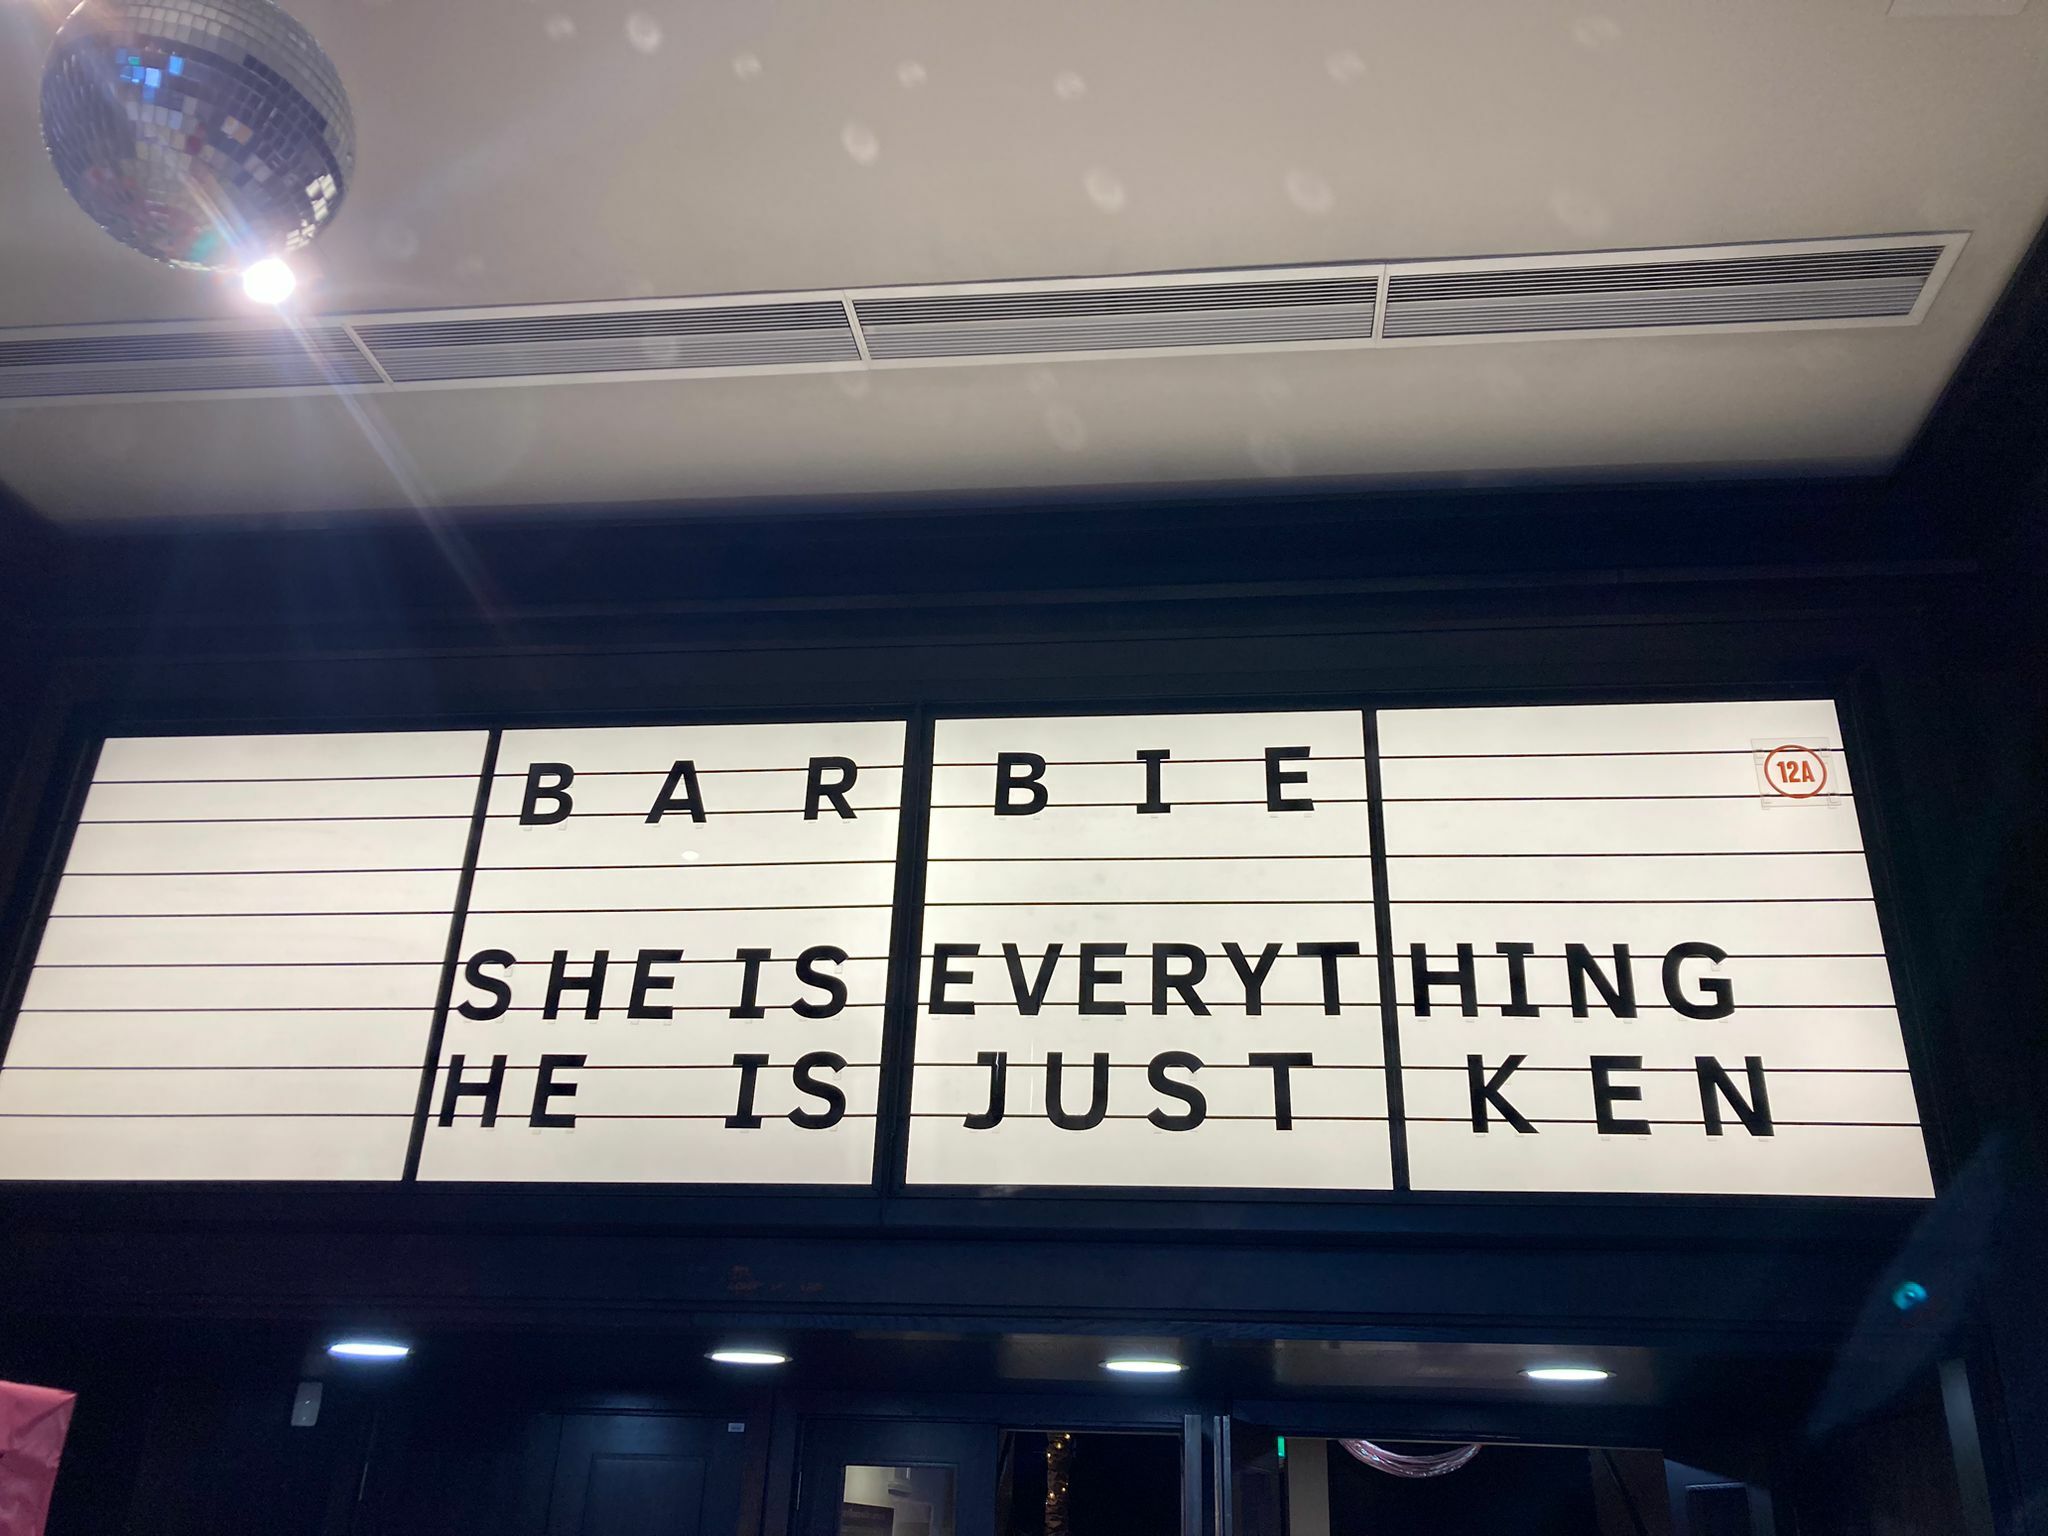 BARBIE
12A
SHE IS EVERYTHING
HE IS JUST KEN